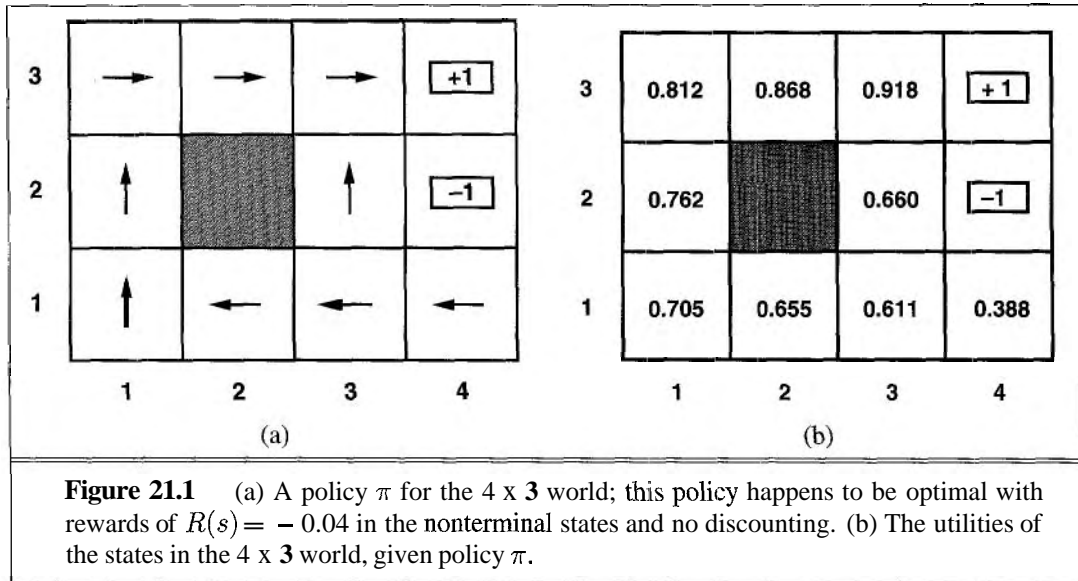 3 +1
2 -1
1
1 2 3 4
(a)
3 0.812 0.868 0.918 + 1
2 0.762 0.660 -1
1 0.705 0.655 0.611 0.388
1 2 3 4
(b)
Figure 21.1 (a) A policy π for the 4 x 3 world; this policy happens to be optimal with
rewards of R(s) = - 0.04 in the nonterminal states and no discounting. (b) The utilities of
the states in the 4 x 3 world, given policy π.